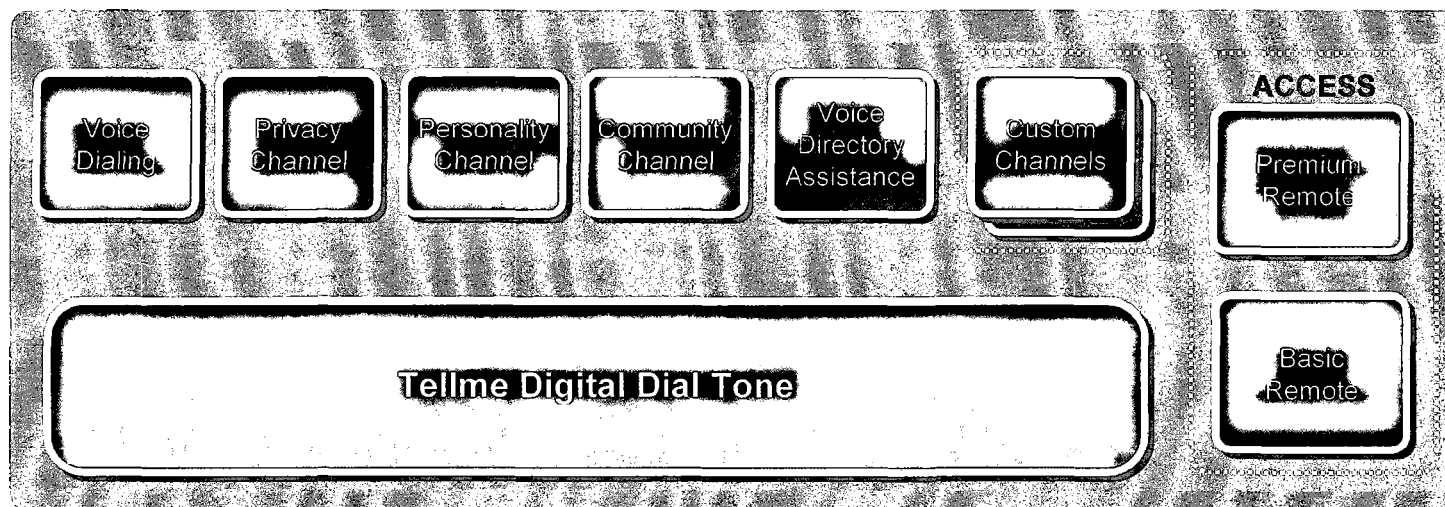 Voice
Dialing
Privacy
Channel
Personality
Channel
Community
Channel
Voice
Directory
Assistance
Custom
Channels
ACCESS
Premium
Remote
Basic
Remote
Tellme Digital Dial Tone